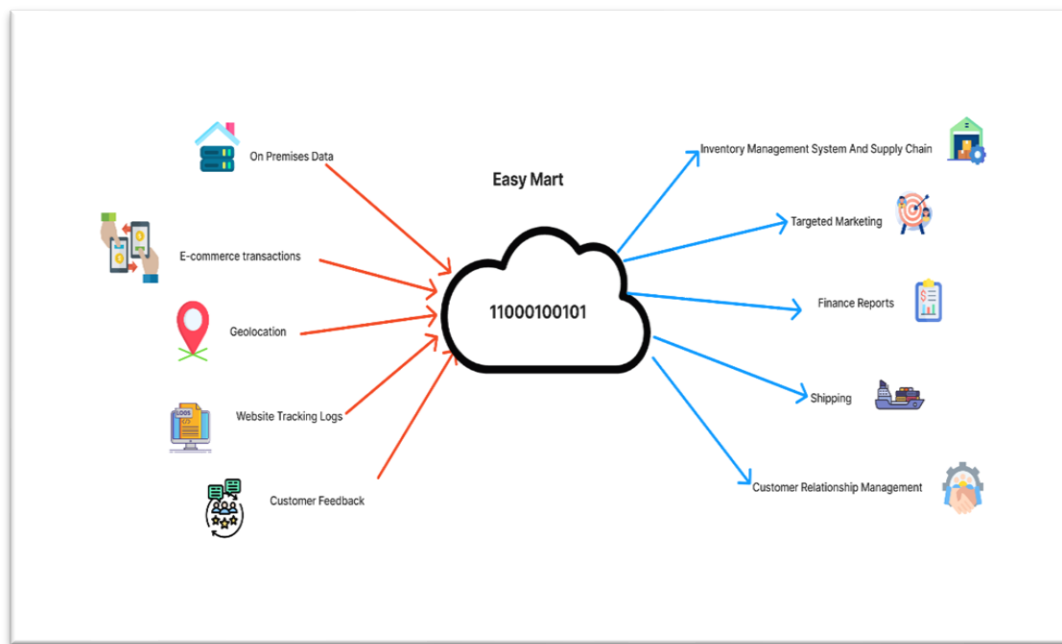 On Premises Data
E-commerce transactions
Geolocation
Website Tracking Logs
LOGS
Customer Feedback
Easy Mart
11000100101
Inventory Management System And Supply Chain
Targeted Marketing
Finance Reports
Shipping
Customer Relationship Management